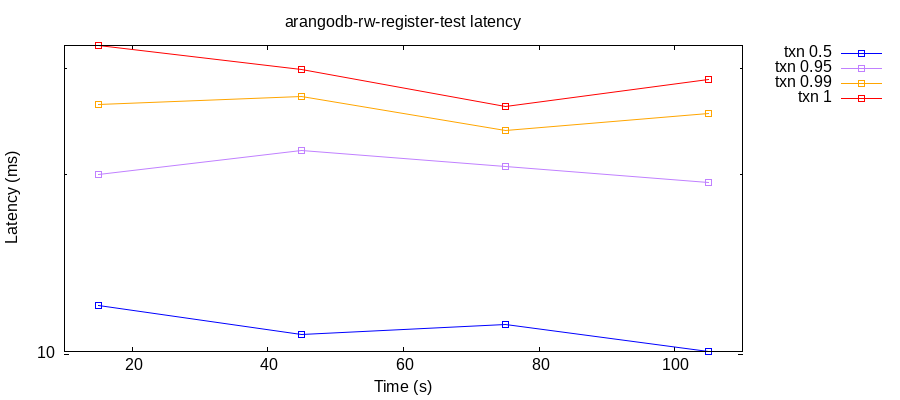 arangodb-rw-register-test latency
txn 0.5
txn 0.95
txn 0.99
txn 1
Latency (ms)
10
20 40 60 80 100
Time (s)